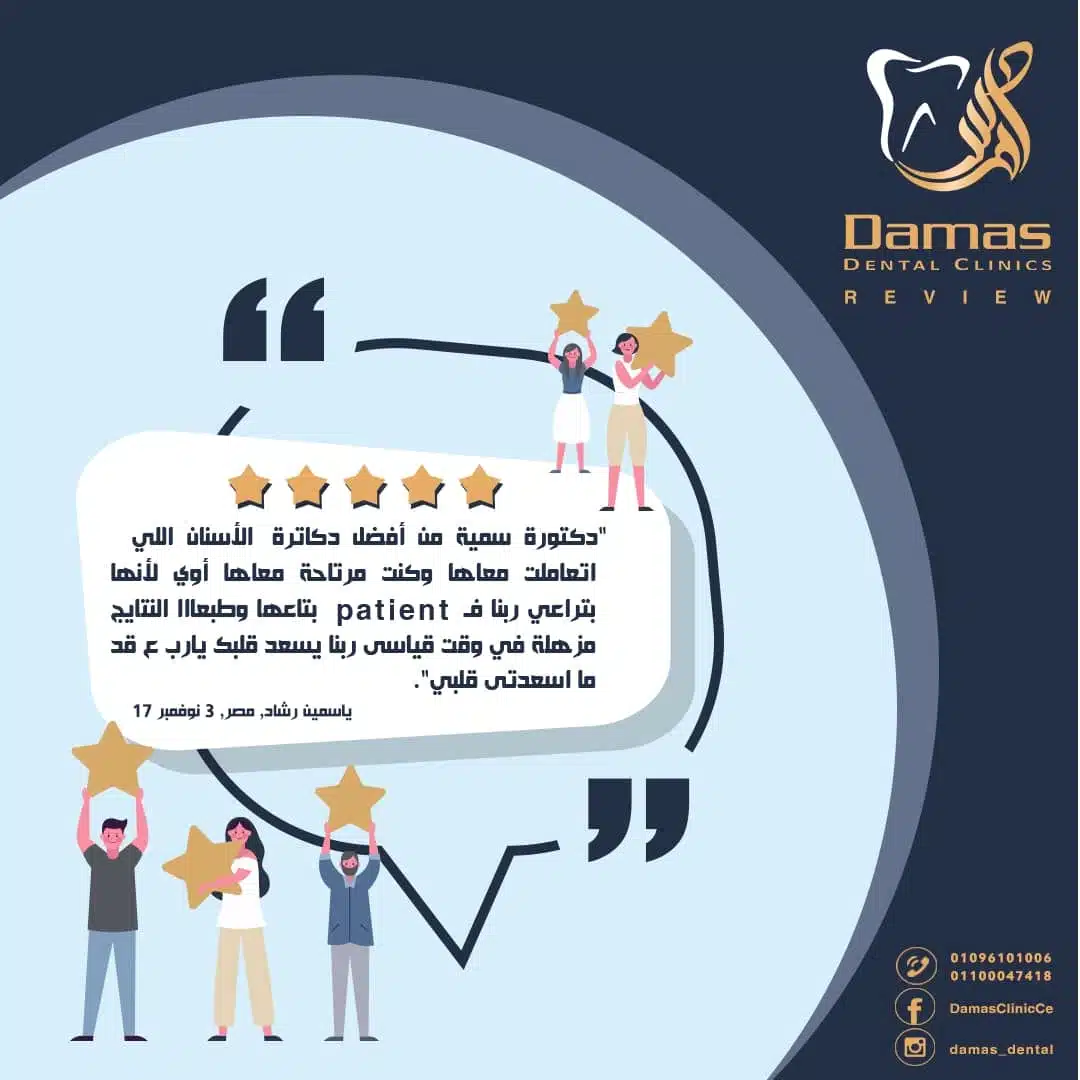 دمس
Damas
DENTAL CLINICS
REVIEW
"دكتورة سمية من أفضل دكاترة الأسنان اللي
اتعاملت معاها وكنت مرتاحة معاها أوي لأنها
بتراعي ربنا فـ patient بتاعها وطبعااا النتايج
مزهلة في وقت قياسى ربنا يسعد قلبك يارب ع قد
ما اسعدتى قلبي".
ياسمين رشاد, مصر, 3 نوفمبر 17
01096101006
01100047418
DamasClinicCe
damas_dental